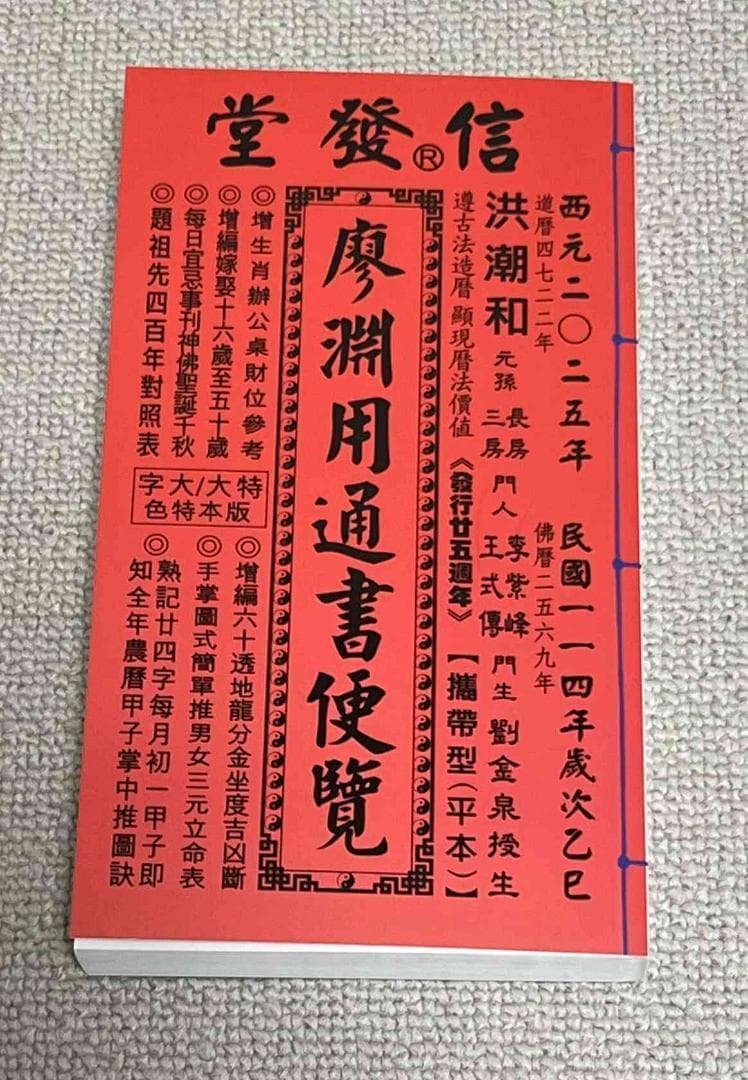 信發®堂
西元二〇二五年 民國一一四年歲次乙巳
道曆四七二二年 佛曆二五六九年
洪潮和 元孫 長房 三房 門人 李紫峰 王式傳 門生 劉金泉授生
遵古法造曆 顯現曆法價值 《發行廿五週年》 【攜帶型(平本)】
廖淵用通書便覽
◎增生肖辦公桌財位參考
◎增編嫁娶十六歲至五十歲
◎每日宜忌事刊神佛聖誕千秋
◎題祖先四百年對照表
特大/大字
版本特色
◎增編六十透地龍分金坐度吉凶斷
◎手掌圖式簡單推男女三元立命表
◎熟記廿四字每月初一甲子即
知全年農曆甲子掌中推圖訣